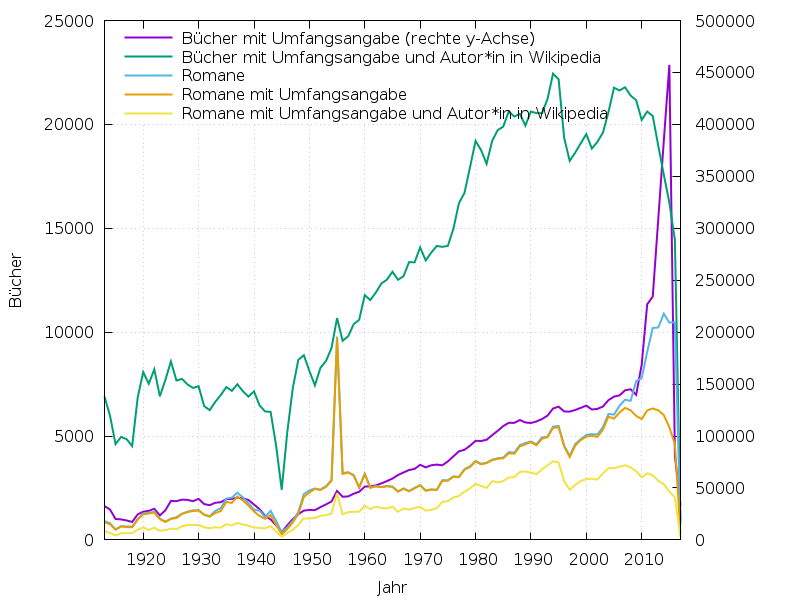 Bücher mit Umfangsangabe (rechte y-Achse)
Bücher mit Umfangsangabe und Autor*in in Wikipedia
Romane
Romane mit Umfangsangabe
Romane mit Umfangsangabe und Autor*in in Wikipedia
25000
20000
15000
10000
5000
0
Bücher
500000
450000
400000
350000
300000
250000
200000
150000
100000
50000
0
1920 1930 1940 1950 1960 1970 1980 1990 2000 2010
Jahr